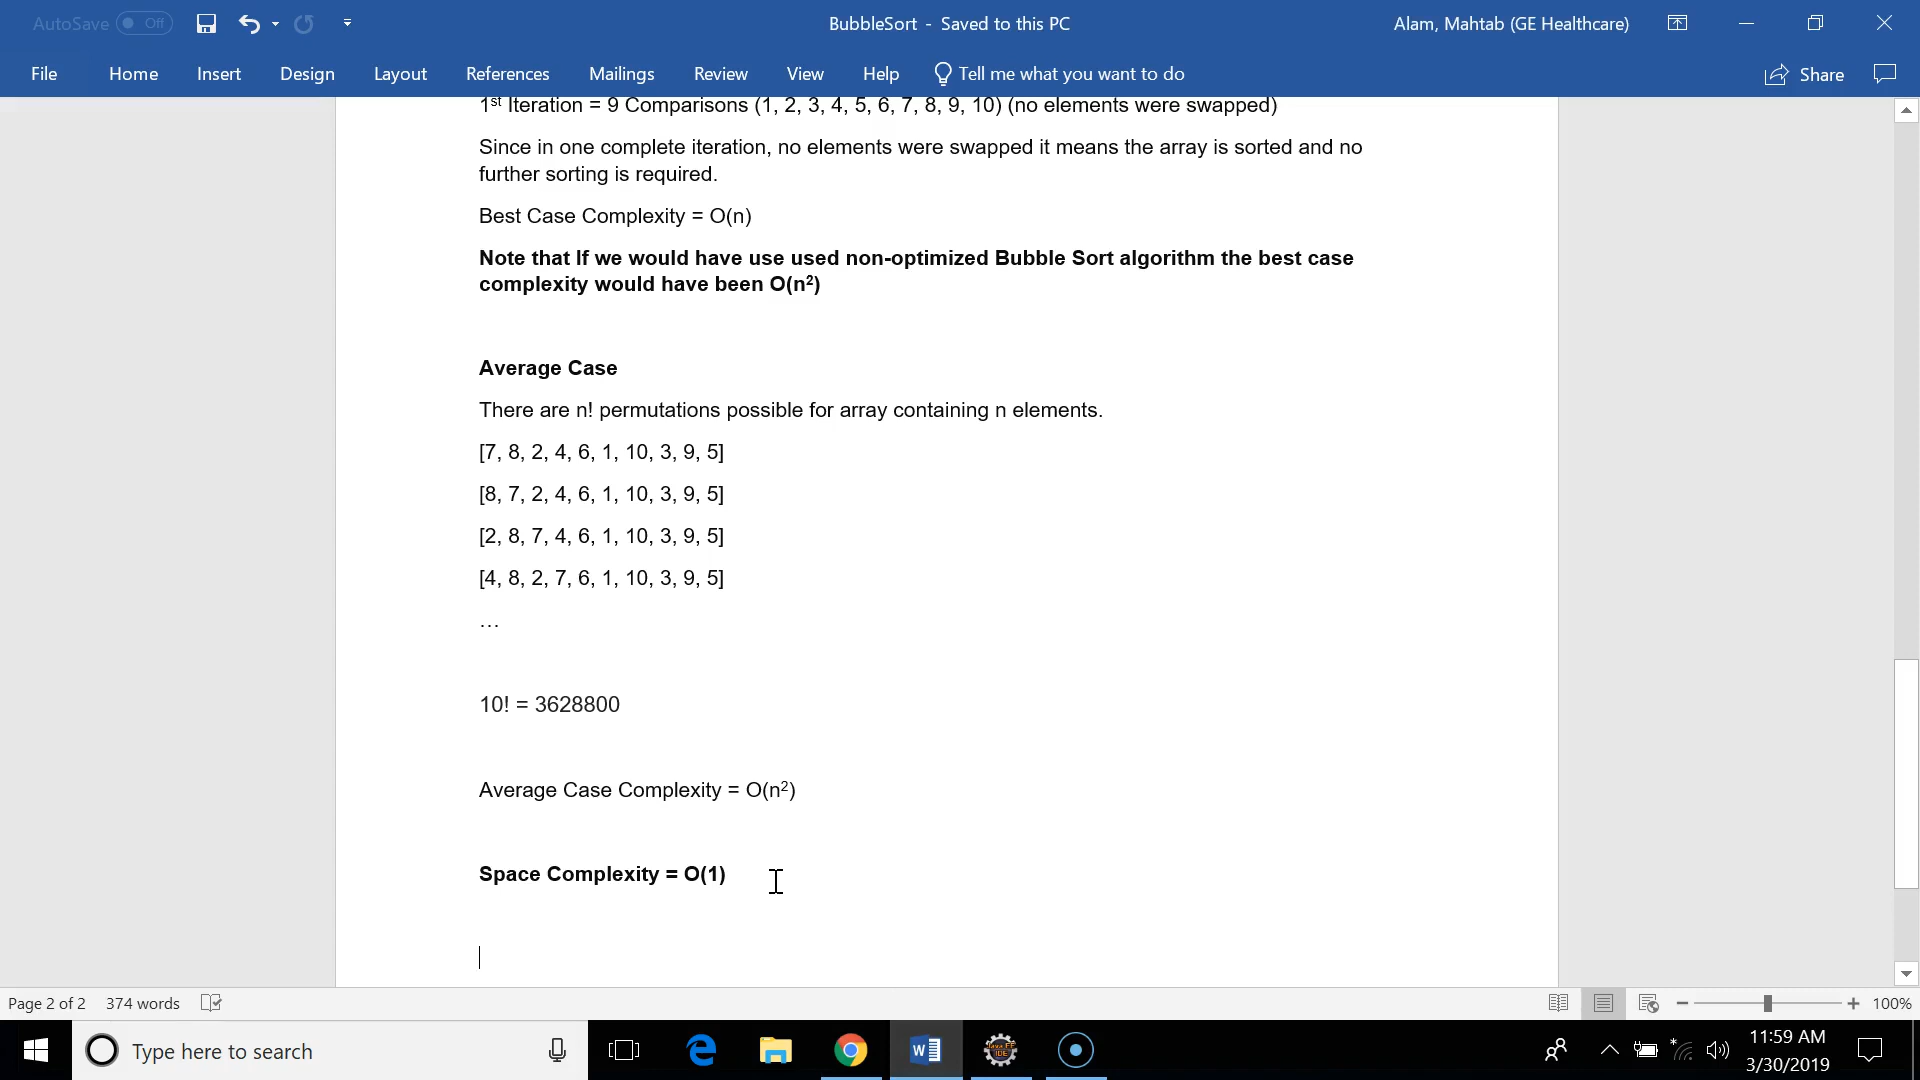 AutoSave Off
BubbleSort - Saved to this PC
Alam, Mahtab (GE Healthcare)
File Home Insert Design Layout References Mailings Review View Help Tell me what you want to do
Share
1st Iteration = 9 Comparisons (1, 2, 3, 4, 5, 6, 7, 8, 9, 10) (no elements were swapped)
Since in one complete iteration, no elements were swapped it means the array is sorted and no
further sorting is required.
Best Case Complexity = O(n)
Note that If we would have use used non-optimized Bubble Sort algorithm the best case
complexity would have been O(n²)
Average Case
There are n! permutations possible for array containing n elements.
[7, 8, 2, 4, 6, 1, 10, 3, 9, 5]
[8, 7, 2, 4, 6, 1, 10, 3, 9, 5]
[2, 8, 7, 4, 6, 1, 10, 3, 9, 5]
[4, 8, 2, 7, 6, 1, 10, 3, 9, 5]
…
10! = 3628800
Average Case Complexity = O(n²)
Space Complexity = O(1)
Page 2 of 2 374 words
100%
Type here to search
11:59 AM
3/30/2019